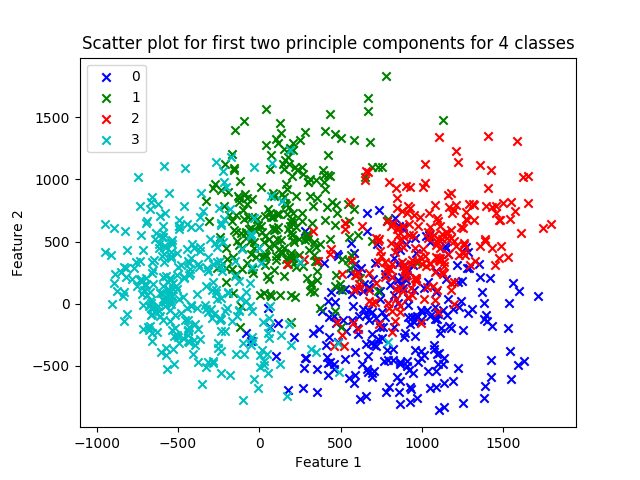 Scatter plot for first two principle components for 4 classes
0
1
2
3
1500
1000
500
0
−500
Feature 2
−1000 −500 0 500 1000 1500
Feature 1